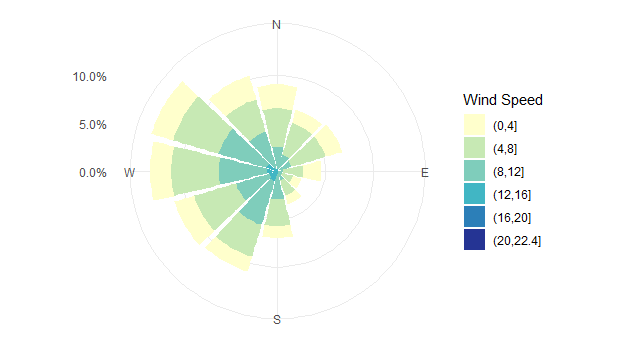 N
10.0%
5.0%
0.0%
W
E
S
Wind Speed
(0,4]
(4,8]
(8,12]
(12,16]
(16,20]
(20,22.4]